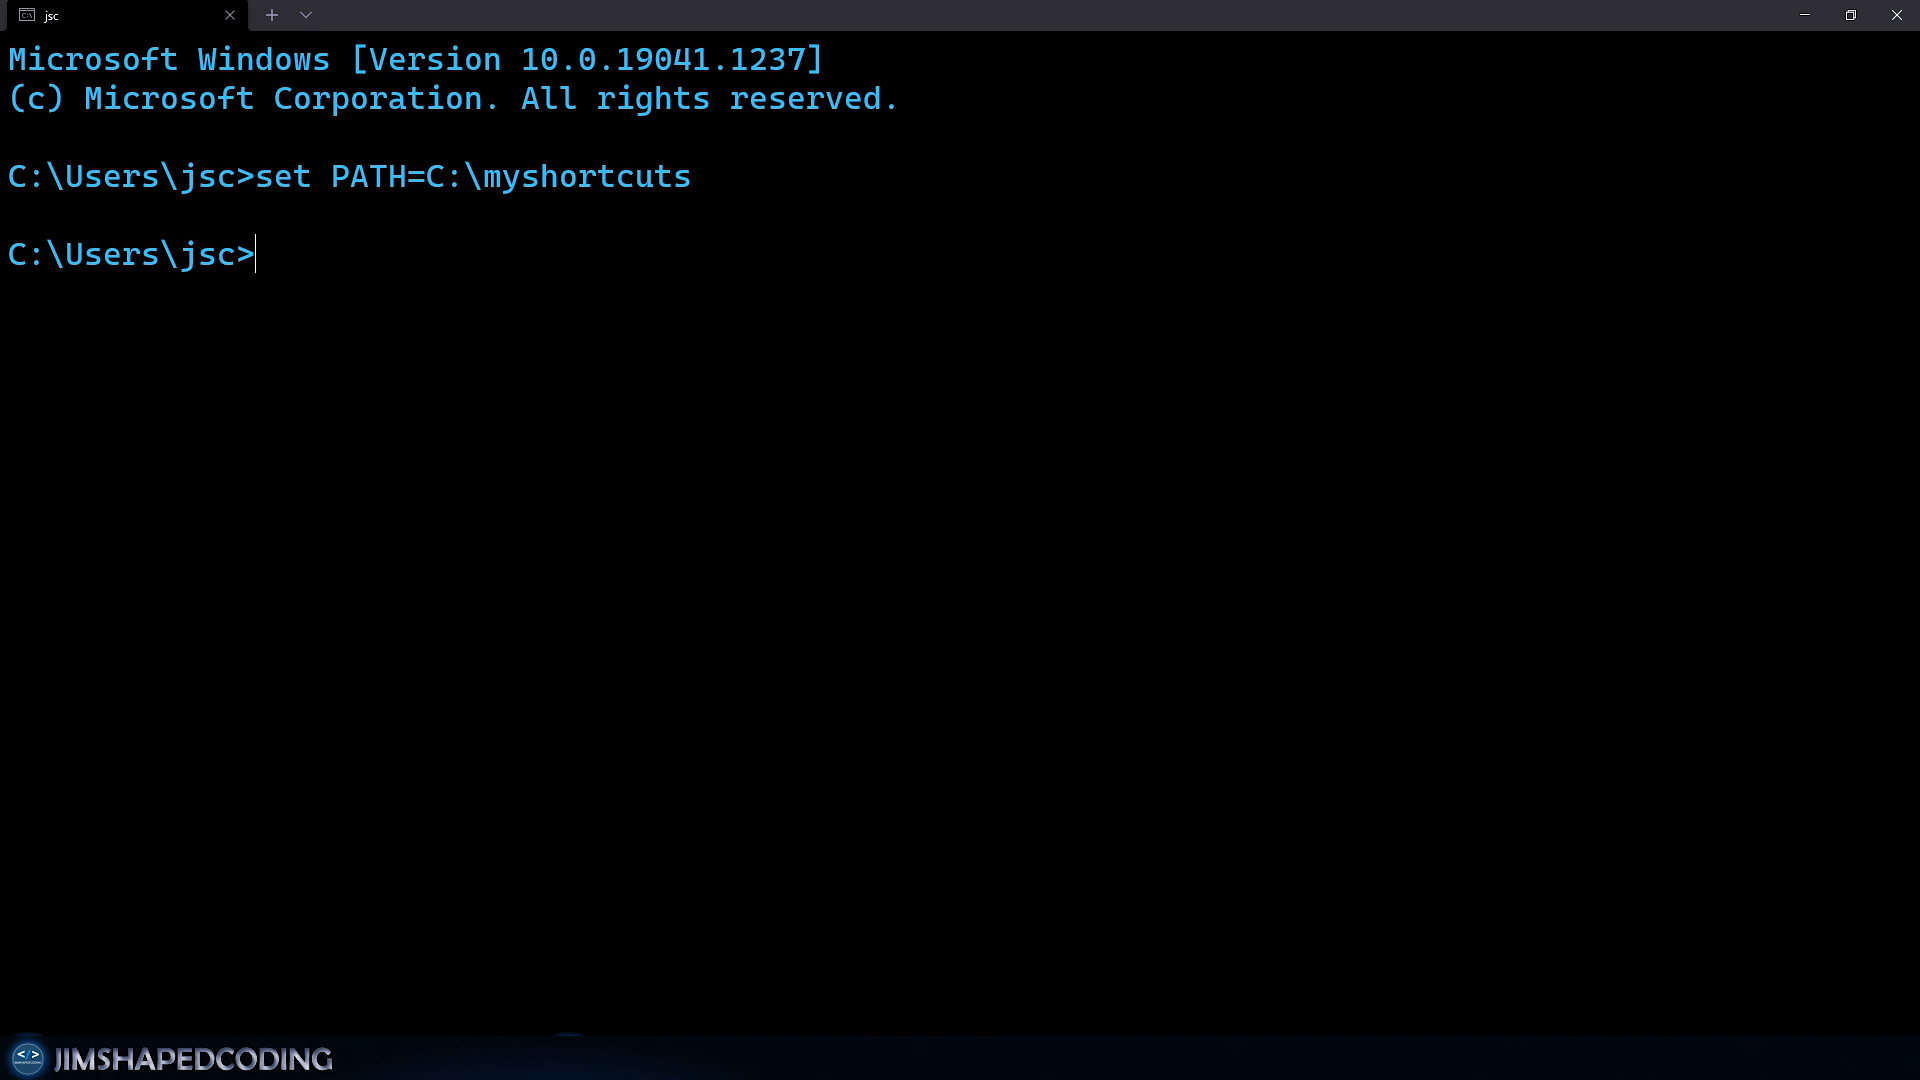 jsc
Microsoft Windows [Version 10.0.19041.1237]
(c) Microsoft Corporation. All rights reserved.
C:\Users\jsc>set PATH=C:\myshortcuts
C:\Users\jsc>
</> JIMSHAPEDCODING